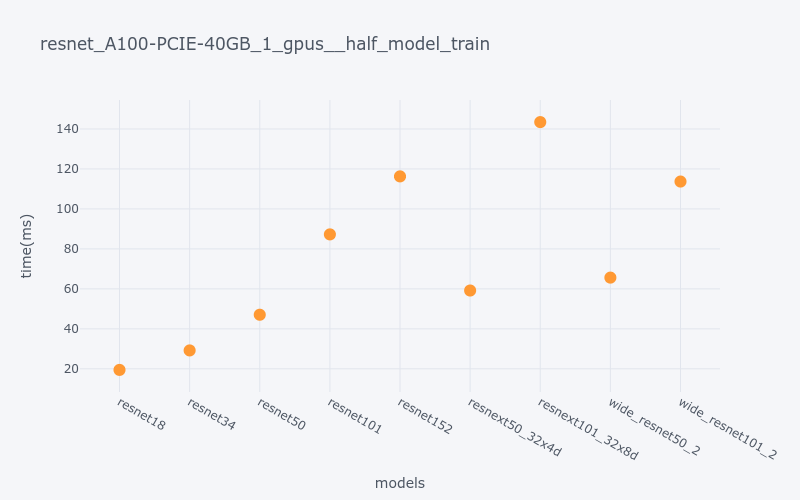 resnet_A100-PCIE-40GB_1_gpus__half_model_train
time(ms)
140
120
100
80
60
40
20
resnet18
resnet34
resnet50
resnet101
resnet152
resnext50_32x4d
resnext101_32x8d
wide_resnet50_2
wide_resnet101_2
models